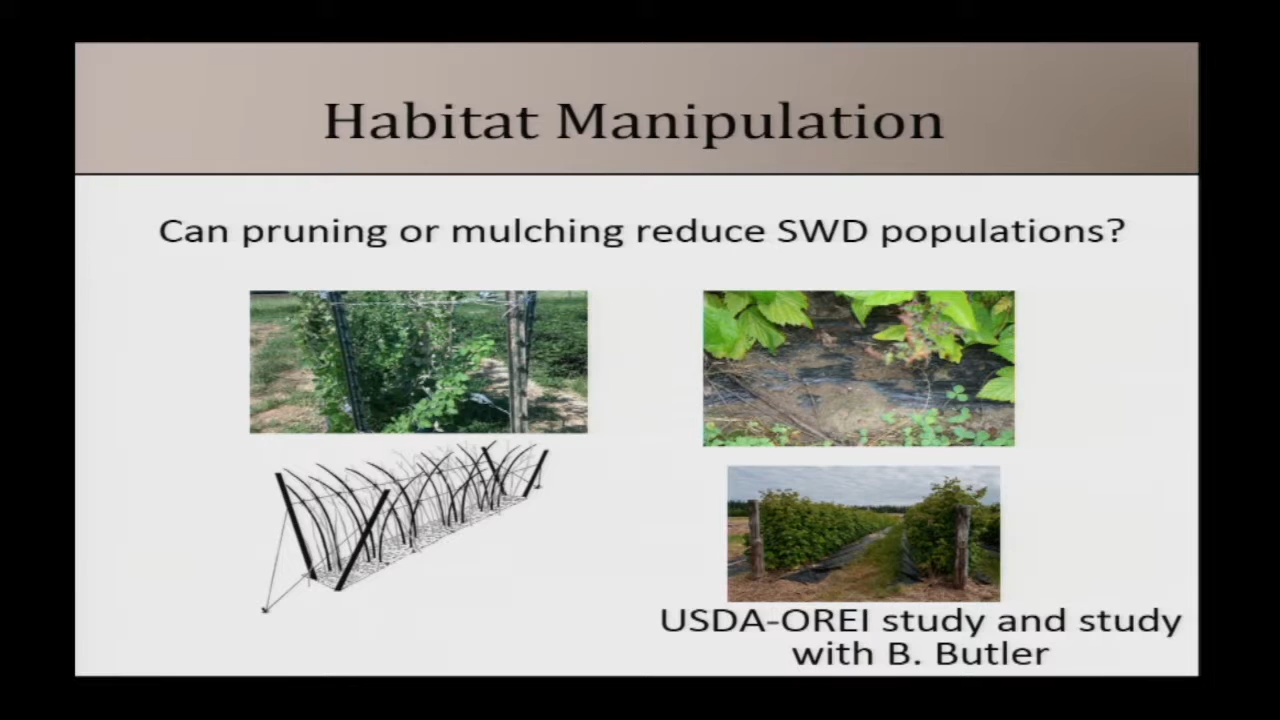 Habitat Manipulation
Can pruning or mulching reduce SWD populations?
USDA-OREI study and study
with B. Butler